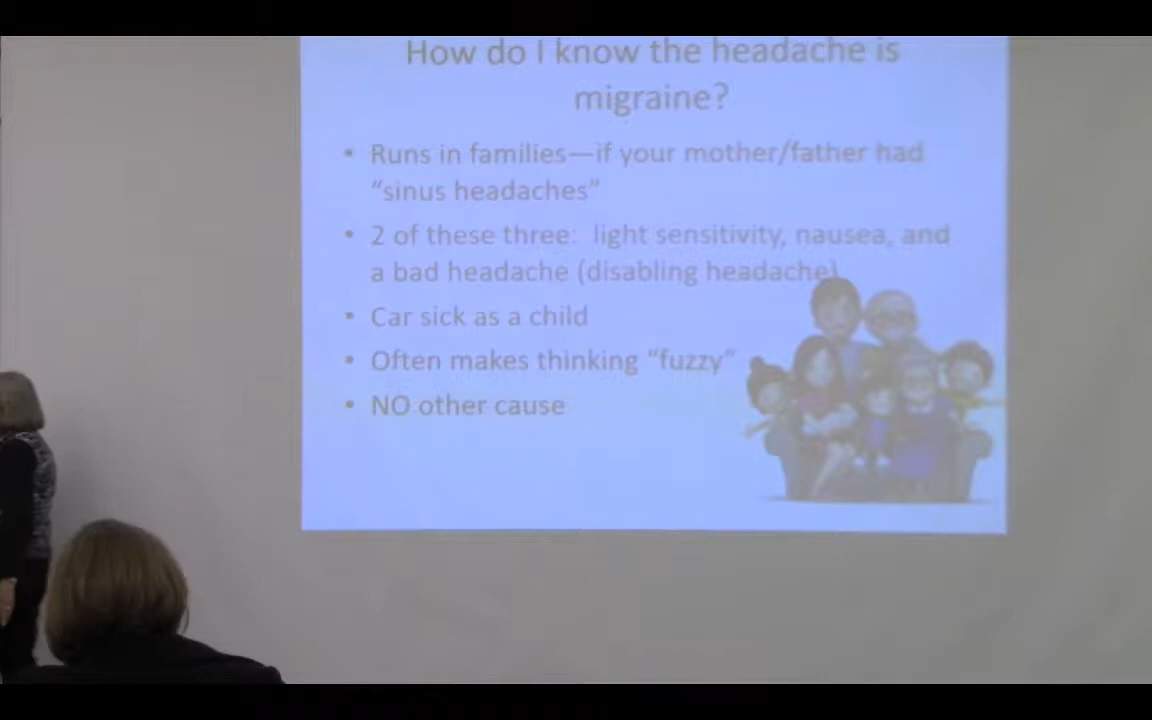 How do I know the headache is
migraine?
• Runs in families—if your mother/father had
"sinus headaches"
• 2 of these three: light sensitivity, nausea, and
a bad headache (disabling headache)
• Car sick as a child
• Often makes thinking "fuzzy"
• NO other cause